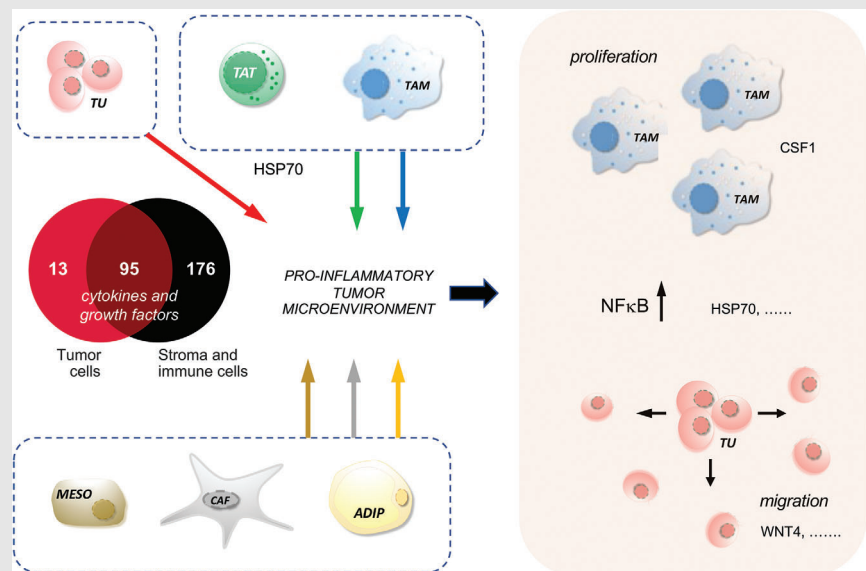 TU
TAT
TAM
HSP70
13
95
176
cytokines and
growth factors
Tumor
cells
Stroma and
immune cells
PRO-INFLAMMATORY
TUMOR
MICROENVIRONMENT
MESO
CAF
ADIP
proliferation
TAM
TAM
TAM
CSF1
NFκB
HSP70, ......
TU
migration
WNT4, .......